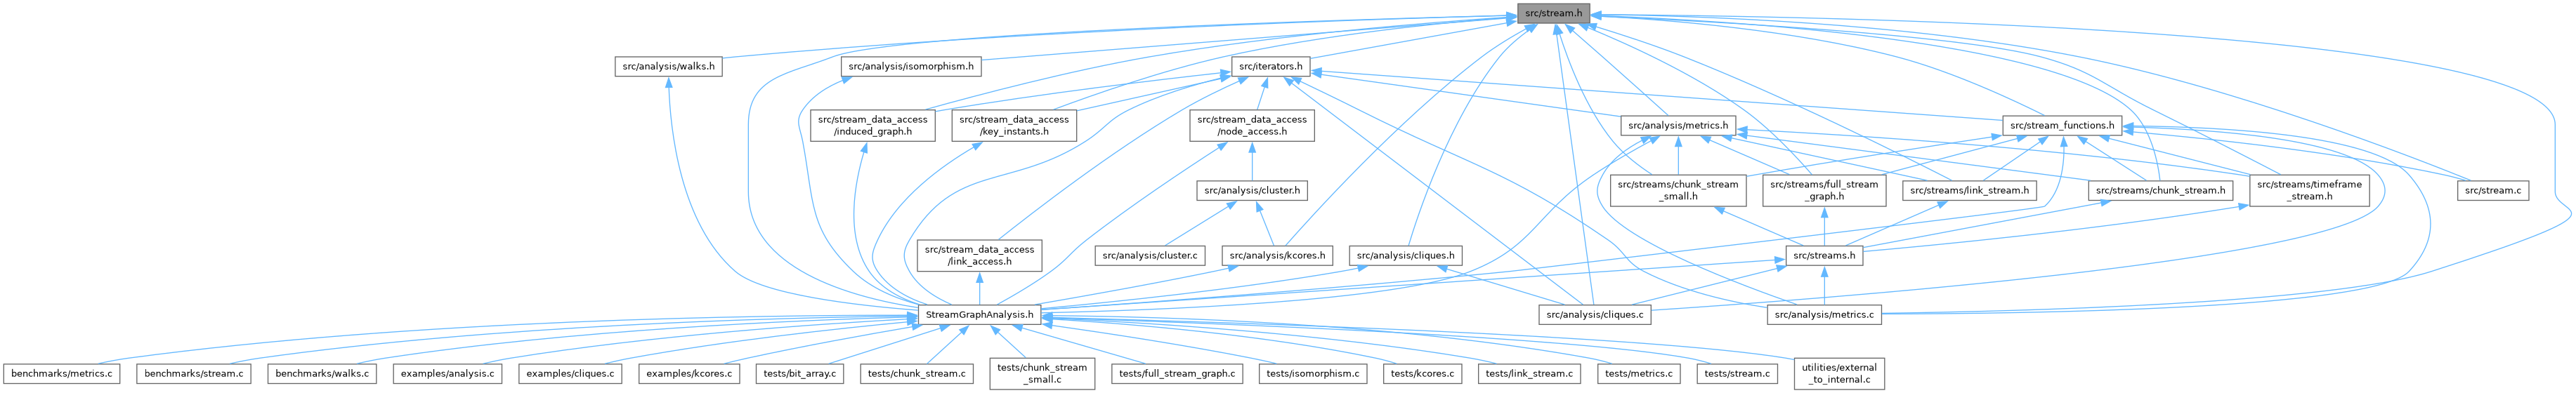 src/stream.h
src/analysis/walks.h
src/analysis/isomorphism.h
src/iterators.h
src/stream_data_access
/induced_graph.h
src/stream_data_access
/key_instants.h
src/stream_data_access
/node_access.h
src/analysis/metrics.h
src/stream_functions.h
src/analysis/cluster.h
src/streams/chunk_stream
_small.h
src/streams/full_stream
_graph.h
src/streams/link_stream.h
src/streams/chunk_stream.h
src/streams/timeframe
_stream.h
src/stream.c
src/stream_data_access
/link_access.h
src/analysis/cluster.c
src/analysis/kcores.h
src/analysis/cliques.h
src/streams.h
StreamGraphAnalysis.h
src/analysis/cliques.c
src/analysis/metrics.c
benchmarks/metrics.c
benchmarks/stream.c
benchmarks/walks.c
examples/analysis.c
examples/cliques.c
examples/kcores.c
tests/bit_array.c
tests/chunk_stream.c
tests/chunk_stream
_small.c
tests/full_stream_graph.c
tests/isomorphism.c
tests/kcores.c
tests/link_stream.c
tests/metrics.c
tests/stream.c
utilities/external
_to_internal.c